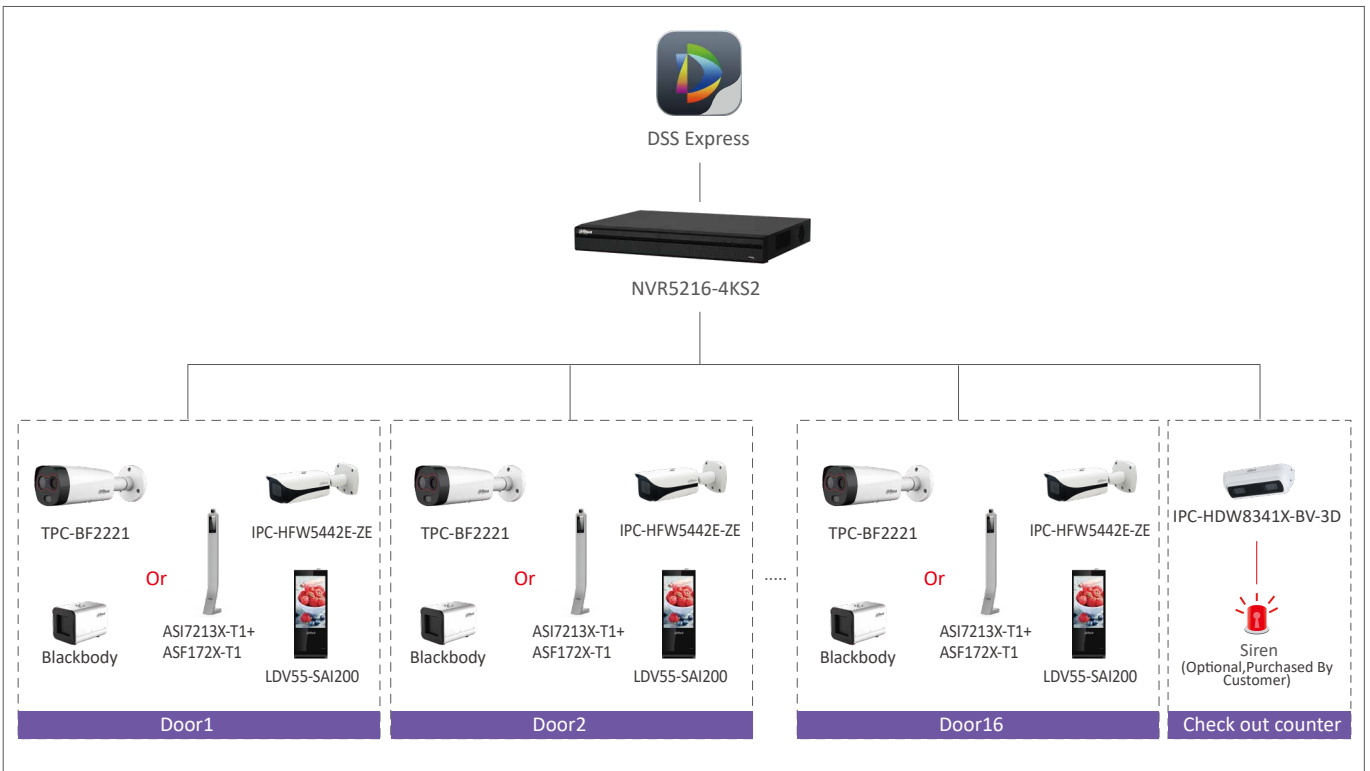 DSS Express
NVR5216-4KS2
TPC-BF2221
IPC-HFW5442E-ZE
Or
Blackbody
ASI7213X-T1+
ASF172X-T1
LDV55-SAI200
Door1
TPC-BF2221
IPC-HFW5442E-ZE
Or
Blackbody
ASI7213X-T1+
ASF172X-T1
LDV55-SAI200
Door2
.....
TPC-BF2221
IPC-HFW5442E-ZE
Or
Blackbody
ASI7213X-T1+
ASF172X-T1
LDV55-SAI200
Door16
IPC-HDW8341X-BV-3D
Siren
(Optional,Purchased By
Customer)
Check out counter